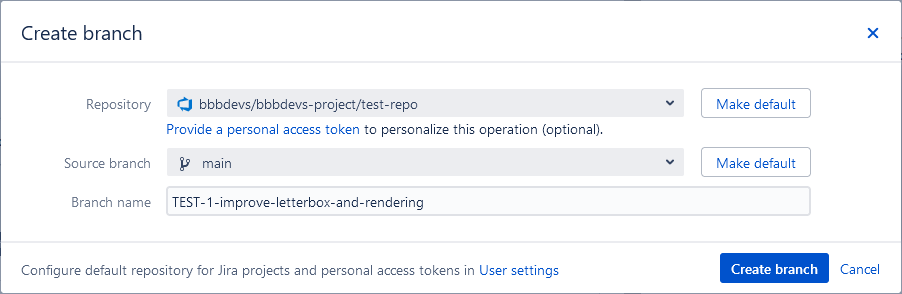 Create branch
Repository bbbdevs/bbbdevs-project/test-repo Make default
Provide a personal access token to personalize this operation (optional).
Source branch main Make default
Branch name TEST-1-improve-letterbox-and-rendering
Configure default repository for Jira projects and personal access tokens in User settings Create branch Cancel